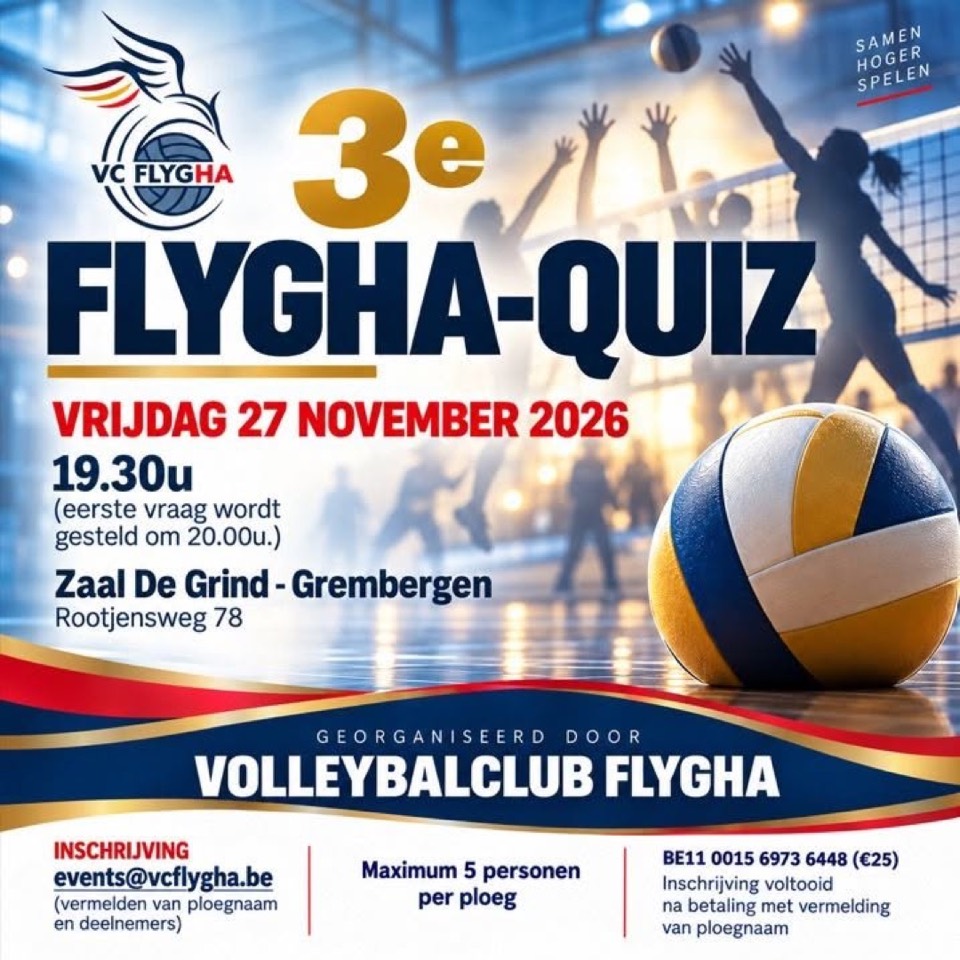 SAMEN
HOGER
SPELEN
VC FLYGHA
3e
FLYGHA-QUIZ
VRIJDAG 27 NOVEMBER 2026
19.30u
(eerste vraag wordt
gesteld om 20.00u.)
Zaal De Grind - Grembergen
Rootjensweg 78
GEORGANISEERD DOOR
VOLLEYBALCLUB FLYGHA
INSCHRIJVING
events@vcflygha.be
(vermelden van ploegnaam
en deelnemers)
Maximum 5 personen
per ploeg
BE11 0015 6973 6448 (€25)
Inschrijving voltooid
na betaling met vermelding
van ploegnaam